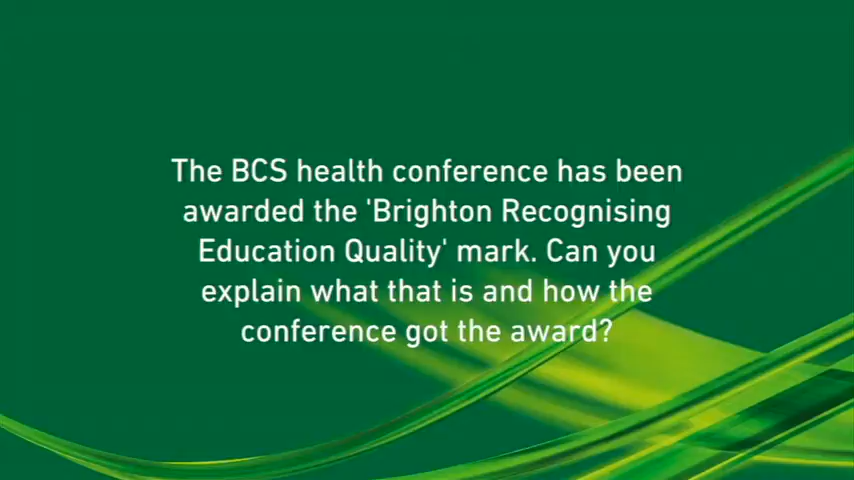 The BCS health conference has been
awarded the 'Brighton Recognising
Education Quality' mark. Can you
explain what that is and how the
conference got the award?